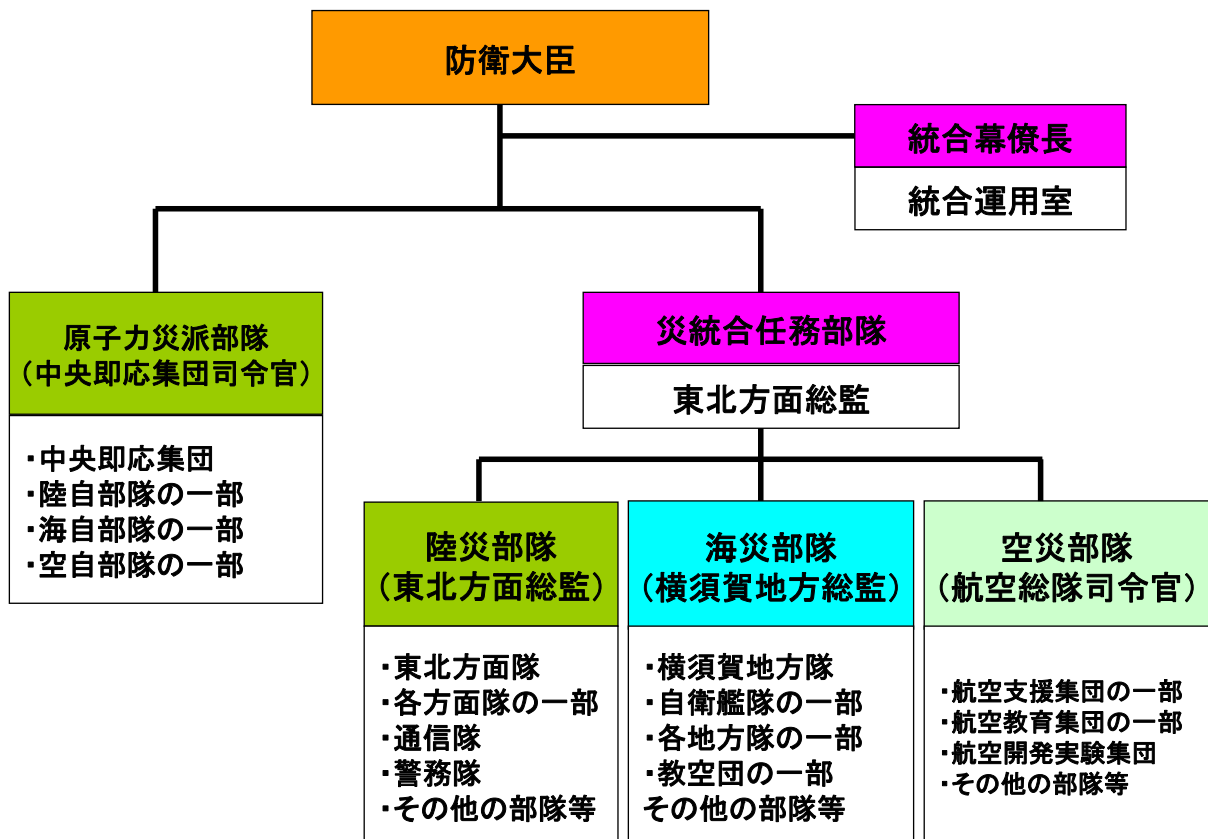 防衛大臣
統合幕僚長
統合運用室
原子力災派部隊
（中央即応集団司令官）
・中央即応集団
・陸自部隊の一部
・海自部隊の一部
・空自部隊の一部
災統合任務部隊
東北方面総監
陸災部隊
（東北方面総監）
・東北方面隊
・各方面隊の一部
・通信隊
・警務隊
・その他の部隊等
海災部隊
（横須賀地方総監）
・横須賀地方隊
・自衛艦隊の一部
・各地方隊の一部
・教空団の一部
その他の部隊等
空災部隊
（航空総隊司令官）
・航空支援集団の一部
・航空教育集団の一部
・航空開発実験集団
・その他の部隊等